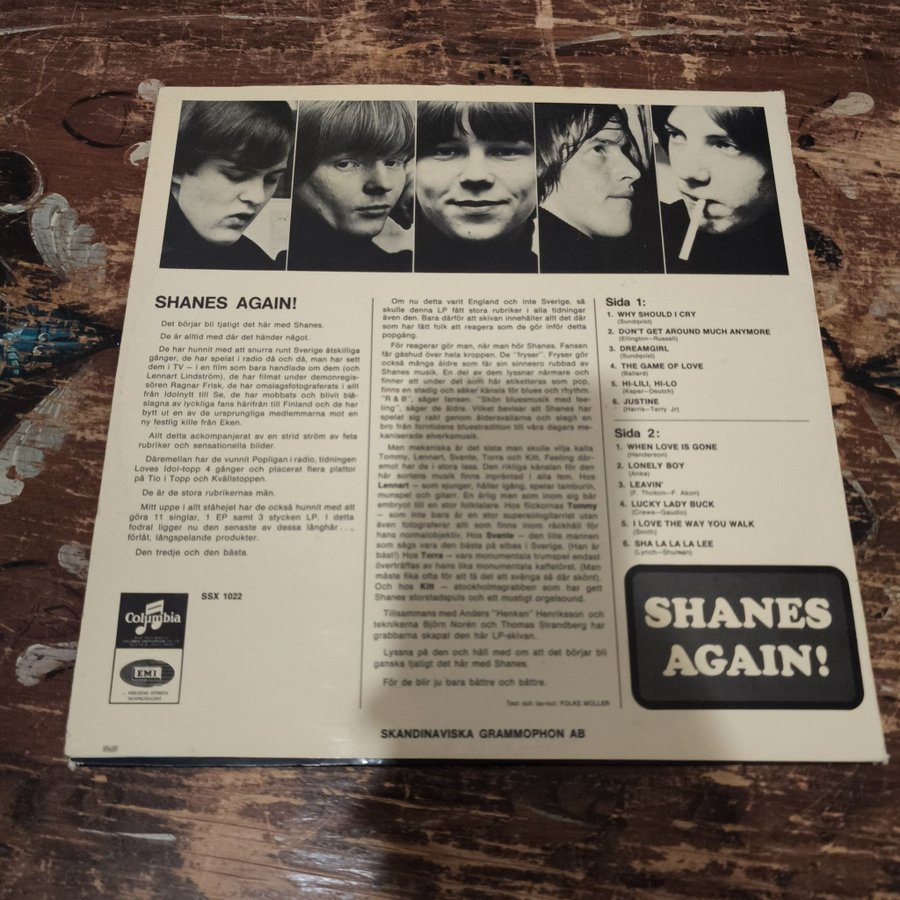 SHANES AGAIN!
Det börjar bli tjatigt det här med Shanes.
De är alltid med där det händer något.
De har hunnit med att snurra runt Sverige åtskilliga
gånger, de har spelat i radio då och då, man har sett
dem i TV – i en film som bara handlade om dem (och
Lennart Lindström), de har filmat under demonregis-
sören Ragnar Frisk, de har omslagsfotograferats i allt
från Idolnytt till Se, de har mobbats och blivit blå-
slagna av lyckliga fans härifrån till Finland och de har
bytt ut en av de ursprungliga medlemmarna mot en
ny festlig kille från Eken.
Allt detta ackompanjerat av en strid ström av feta
rubriker och sensationella bilder.
Däremellan har de vunnit Popligan i radio, tidningen
Loves Idol-topp 4 gånger och placerat flera plattor
på Tio i Topp och Kvällstoppen.
De är de stora rubrikernas män.
Mitt uppe i allt ståhejet har de också hunnit med att
göra 11 singlar, 1 EP samt 3 stycken LP. I detta
fodral ligger nu den senaste av dessa långhår....,
förlåt, långspelande produkter.
Den tredje och den bästa.
Columbia
EMI
SSX 1022
Om nu detta varit England och inte Sverige, så
skulle denna LP fått stora rubriker i alla tidningar
även den. Bara därför att skivan innehåller allt det där
som har fått folk att reagera som de gör inför detta
popgäng.
För reagerar gör man, när man hör Shanes. Fansen
får gåshud över hela kroppen. De "fryser". Fryser gör
också många äldre som får sin sinnesro rubbad av
Shanes musik. En del av dem lyssnar närmare och
finner att under det som här etiketteras som pop,
finns en stadig och säker känsla för blues och rhythm.
"R & B", säger fansen. "Skön bluesmusik med fee-
ling", säger de äldre. Vilket bevisar att Shanes har
spelat sig rakt genom åldersvallarna och slagit en
bro från forntidens bluestradition till våra dagars me-
kaniserade elverksmusik.
Men mekaniska är det sista man skulle vilja kalla
Tommy, Lennart, Svante, Torra och Kitt. Feeling där-
emot har de i stora lass. Den riktiga känslan för den
här sortens musik finns inpräntad i alla fem. Hos
Lennart – som sjunger, håller igång, spelar tamburin,
munspel och gitarr. En ärlig man som inom sig bär
embryot till en stor folktalare. Hos flickornas Tommy
– som inte bara är en stor supersologitarrist utan
även fotograferar allt som finns inom räckhåll för
hans normalobjektiv. Hos Svante – den lille mannen
som sägs vara den bästa på elbas i Sverige. (Han är
bäst!) Hos Torra – vars monumentala trumspel endast
överträffas av hans lika monumentala kaffetörst. (Man
måste fika ofta för att få det att svänga så där skönt).
Och hos Kitt – stockholmsgrabben som har gett
Shanes storstadspuls och ett mustigt orgelsound.
Tillsammans med Anders "Henkan" Henriksson och
teknikerna Björn Norén och Thomas Strandberg har
grabbarna skapat den här LP-skivan.
Lyssna på den och håll med om att det börjar bli
ganska tjatigt det här med Shanes.
För de blir ju bara bättre och bättre.
Text och lay-out: FOLKE MÜLLER
Sida 1:
1. WHY SHOULD I CRY
(Sundqvist)
2. DON'T GET AROUND MUCH ANYMORE
(Ellington–Russell)
3. DREAMGIRL
(Sundqvist)
4. THE GAME OF LOVE
(Ballard)
5. HI-LILI, HI-LO
(Kaper–Deutch)
6. JUSTINE
(Harris–Terry Jr)
Sida 2:
1. WHEN LOVE IS GONE
(Henderson)
2. LONELY BOY
(Anka)
3. LEAVIN'
(F. Thokon–F. Akon)
4. LUCKY LADY BUCK
(Crewe–Gaudio)
5. I LOVE THE WAY YOU WALK
(Smith)
6. SHA LA LA LA LEE
(Lynch–Shuman)
SHANES
AGAIN!
SKANDINAVISKA GRAMMOPHON AB